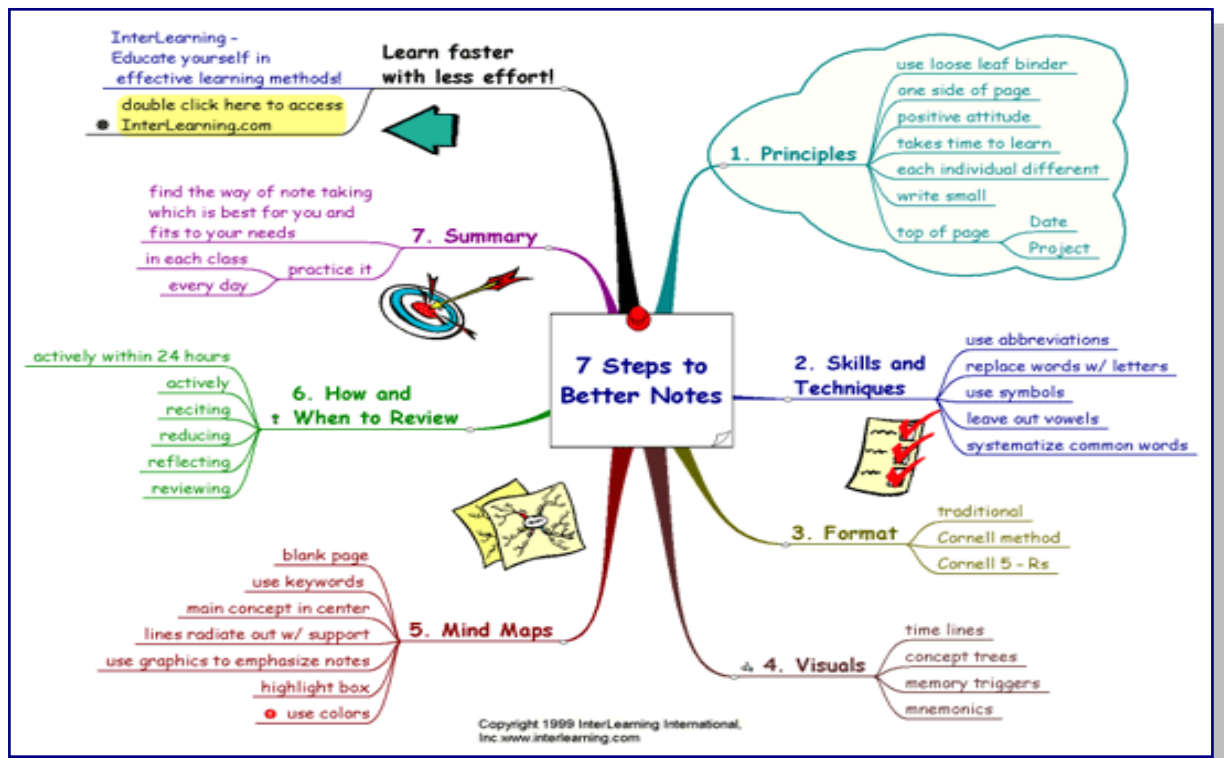 InterLearning -
Educate yourself in
effective learning methods!
double click here to access
InterLearning.com
Learn faster
with less effort!
1. Principles
use loose leaf binder
one side of page
positive attitude
takes time to learn
each individual different
write small
top of page
Date
Project
7 Steps to
Better Notes
2. Skills and
Techniques
use abbreviations
replace words w/ letters
use symbols
leave out vowels
systematize common words
3. Format
traditional
Cornell method
Cornell 5 - Rs
4. Visuals
time lines
concept trees
memory triggers
mnemonics
5. Mind Maps
blank page
use keywords
main concept in center
lines radiate out w/ support
use graphics to emphasize notes
highlight box
use colors
6. How and
When to Review
actively within 24 hours
actively
reciting
reducing
reflecting
reviewing
7. Summary
find the way of note taking
which is best for you and
fits to your needs
practice it
in each class
every day
Copyright 1999 InterLearning International,
Inc.www.interlearning.com